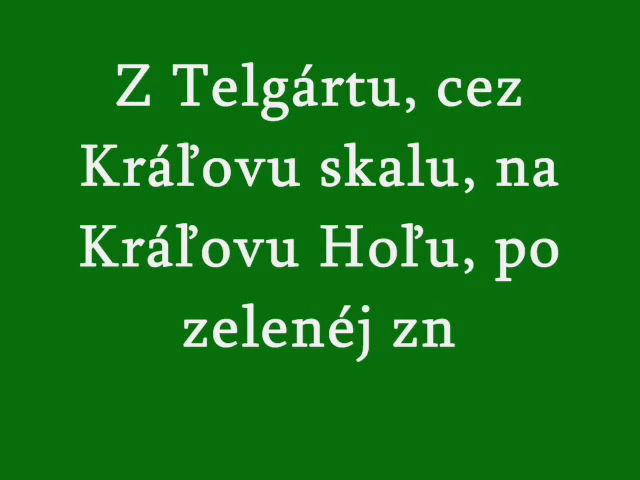 Z Telgártu, cez
Kráľovu skalu, na
Kráľovu Hoľu, po
zelenéj zn